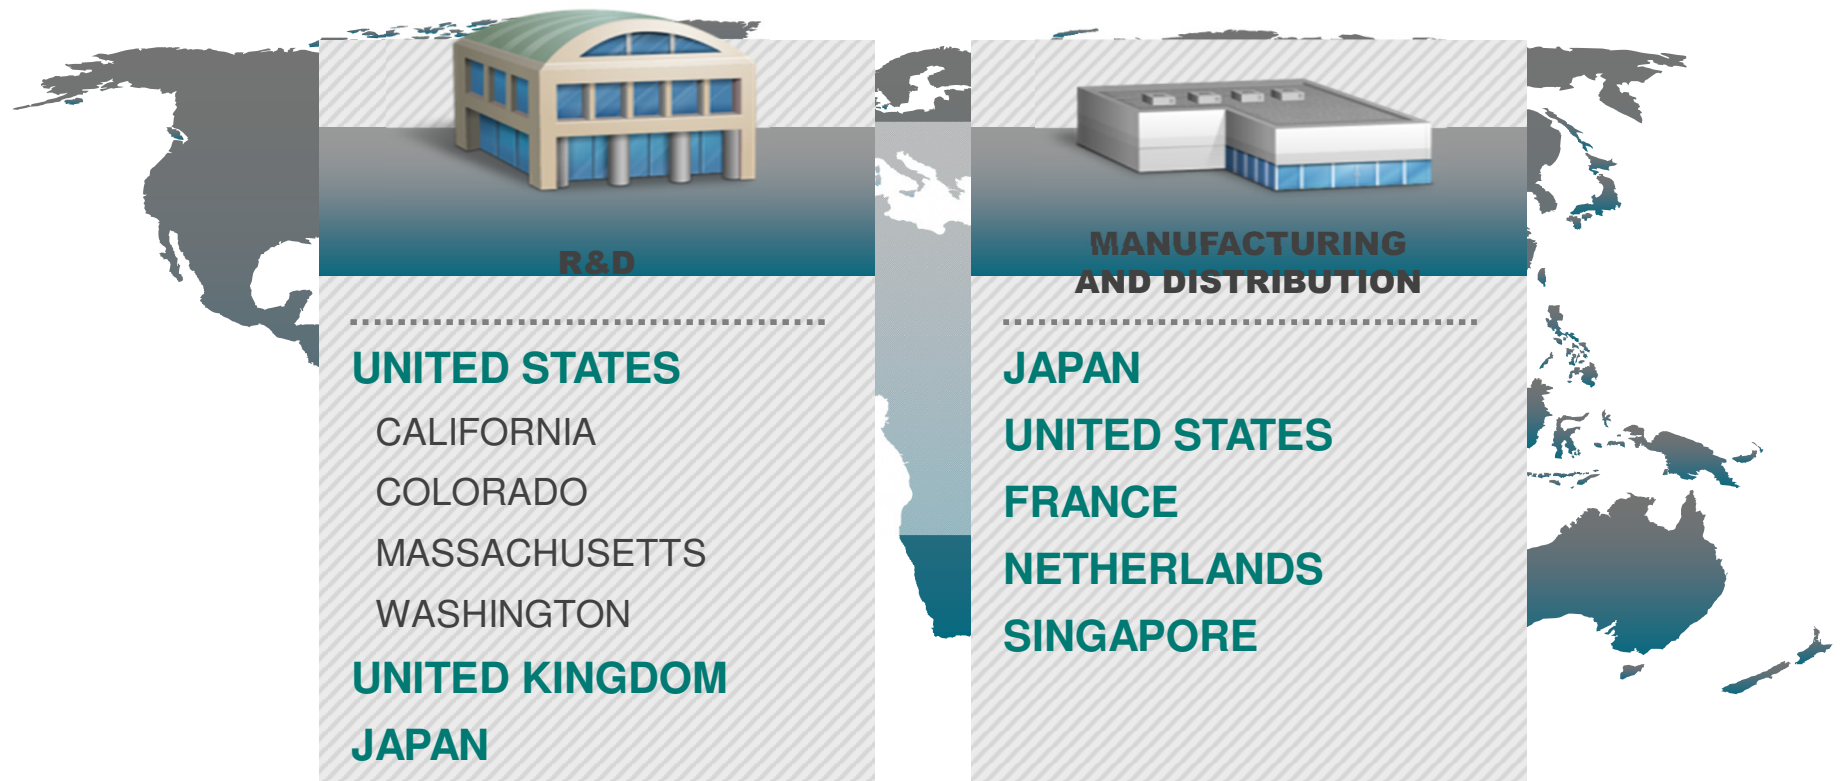 R&D
UNITED STATES
CALIFORNIA
COLORADO
MASSACHUSETTS
WASHINGTON
UNITED KINGDOM
JAPAN
MANUFACTURING
AND DISTRIBUTION
JAPAN
UNITED STATES
FRANCE
NETHERLANDS
SINGAPORE